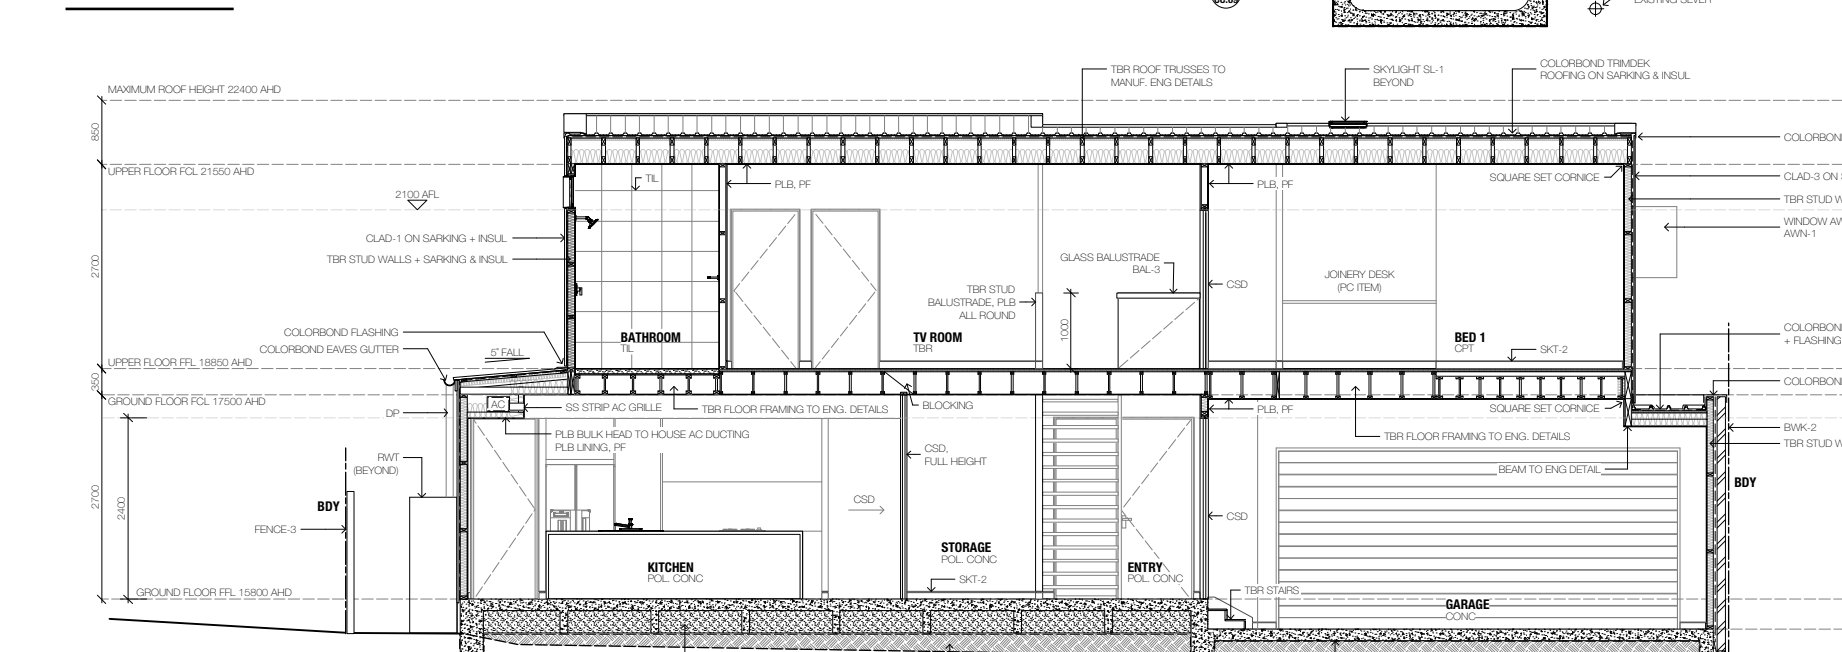 EXISTING SEWER
MAXIMUM ROOF HEIGHT 22400 AHD
TBR ROOF TRUSSES TO
MANUF. ENG DETAILS
SKYLIGHT SL-1
BEYOND
COLORBOND TRIMDEK
ROOFING ON SARKING & INSUL
850
COLORBON
UPPER FLOOR FCL 21550 AHD
TIL
PLB, PF
PLB, PF
SQUARE SET CORNICE
CLAD-3 ON
2100 AFL
TBR STUD W
WINDOW AW
AWN-1
CLAD-1 ON SARKING + INSUL
TBR STUD WALLS + SARKING & INSUL
2700
GLASS BALUSTRADE
BAL-3
JOINERY DESK
(PC ITEM)
TBR STUD
BALUSTRADE, PLB
ALL ROUND
CSD
1000
COLORBOND FLASHING
COLORBOND EAVES GUTTER
5° FALL
BATHROOM
TIL
TV ROOM
TBR
BED 1
CPT
SKT-2
COLORBON
+ FLASHING
UPPER FLOOR FFL 18850 AHD
350
COLORBON
GROUND FLOOR FCL 17500 AHD
DP
AC
SS STRIP AC GRILLE
TBR FLOOR FRAMING TO ENG. DETAILS
BLOCKING
PLB, PF
SQUARE SET CORNICE
PLB BULK HEAD TO HOUSE AC DUCTING
PLB LINING, PF
TBR FLOOR FRAMING TO ENG. DETAILS
BWK-2
TBR STUD W
CSD,
FULL HEIGHT
RWT
(BEYOND)
BEAM TO ENG DETAIL
BDY
2700
2400
BDY
FENCE-3
CSD
CSD
KITCHEN
POL. CONC
STORAGE
POL. CONC
ENTRY
POL. CONC
SKT-2
TBR STAIRS
GROUND FLOOR FFL 15800 AHD
GARAGE
CONC